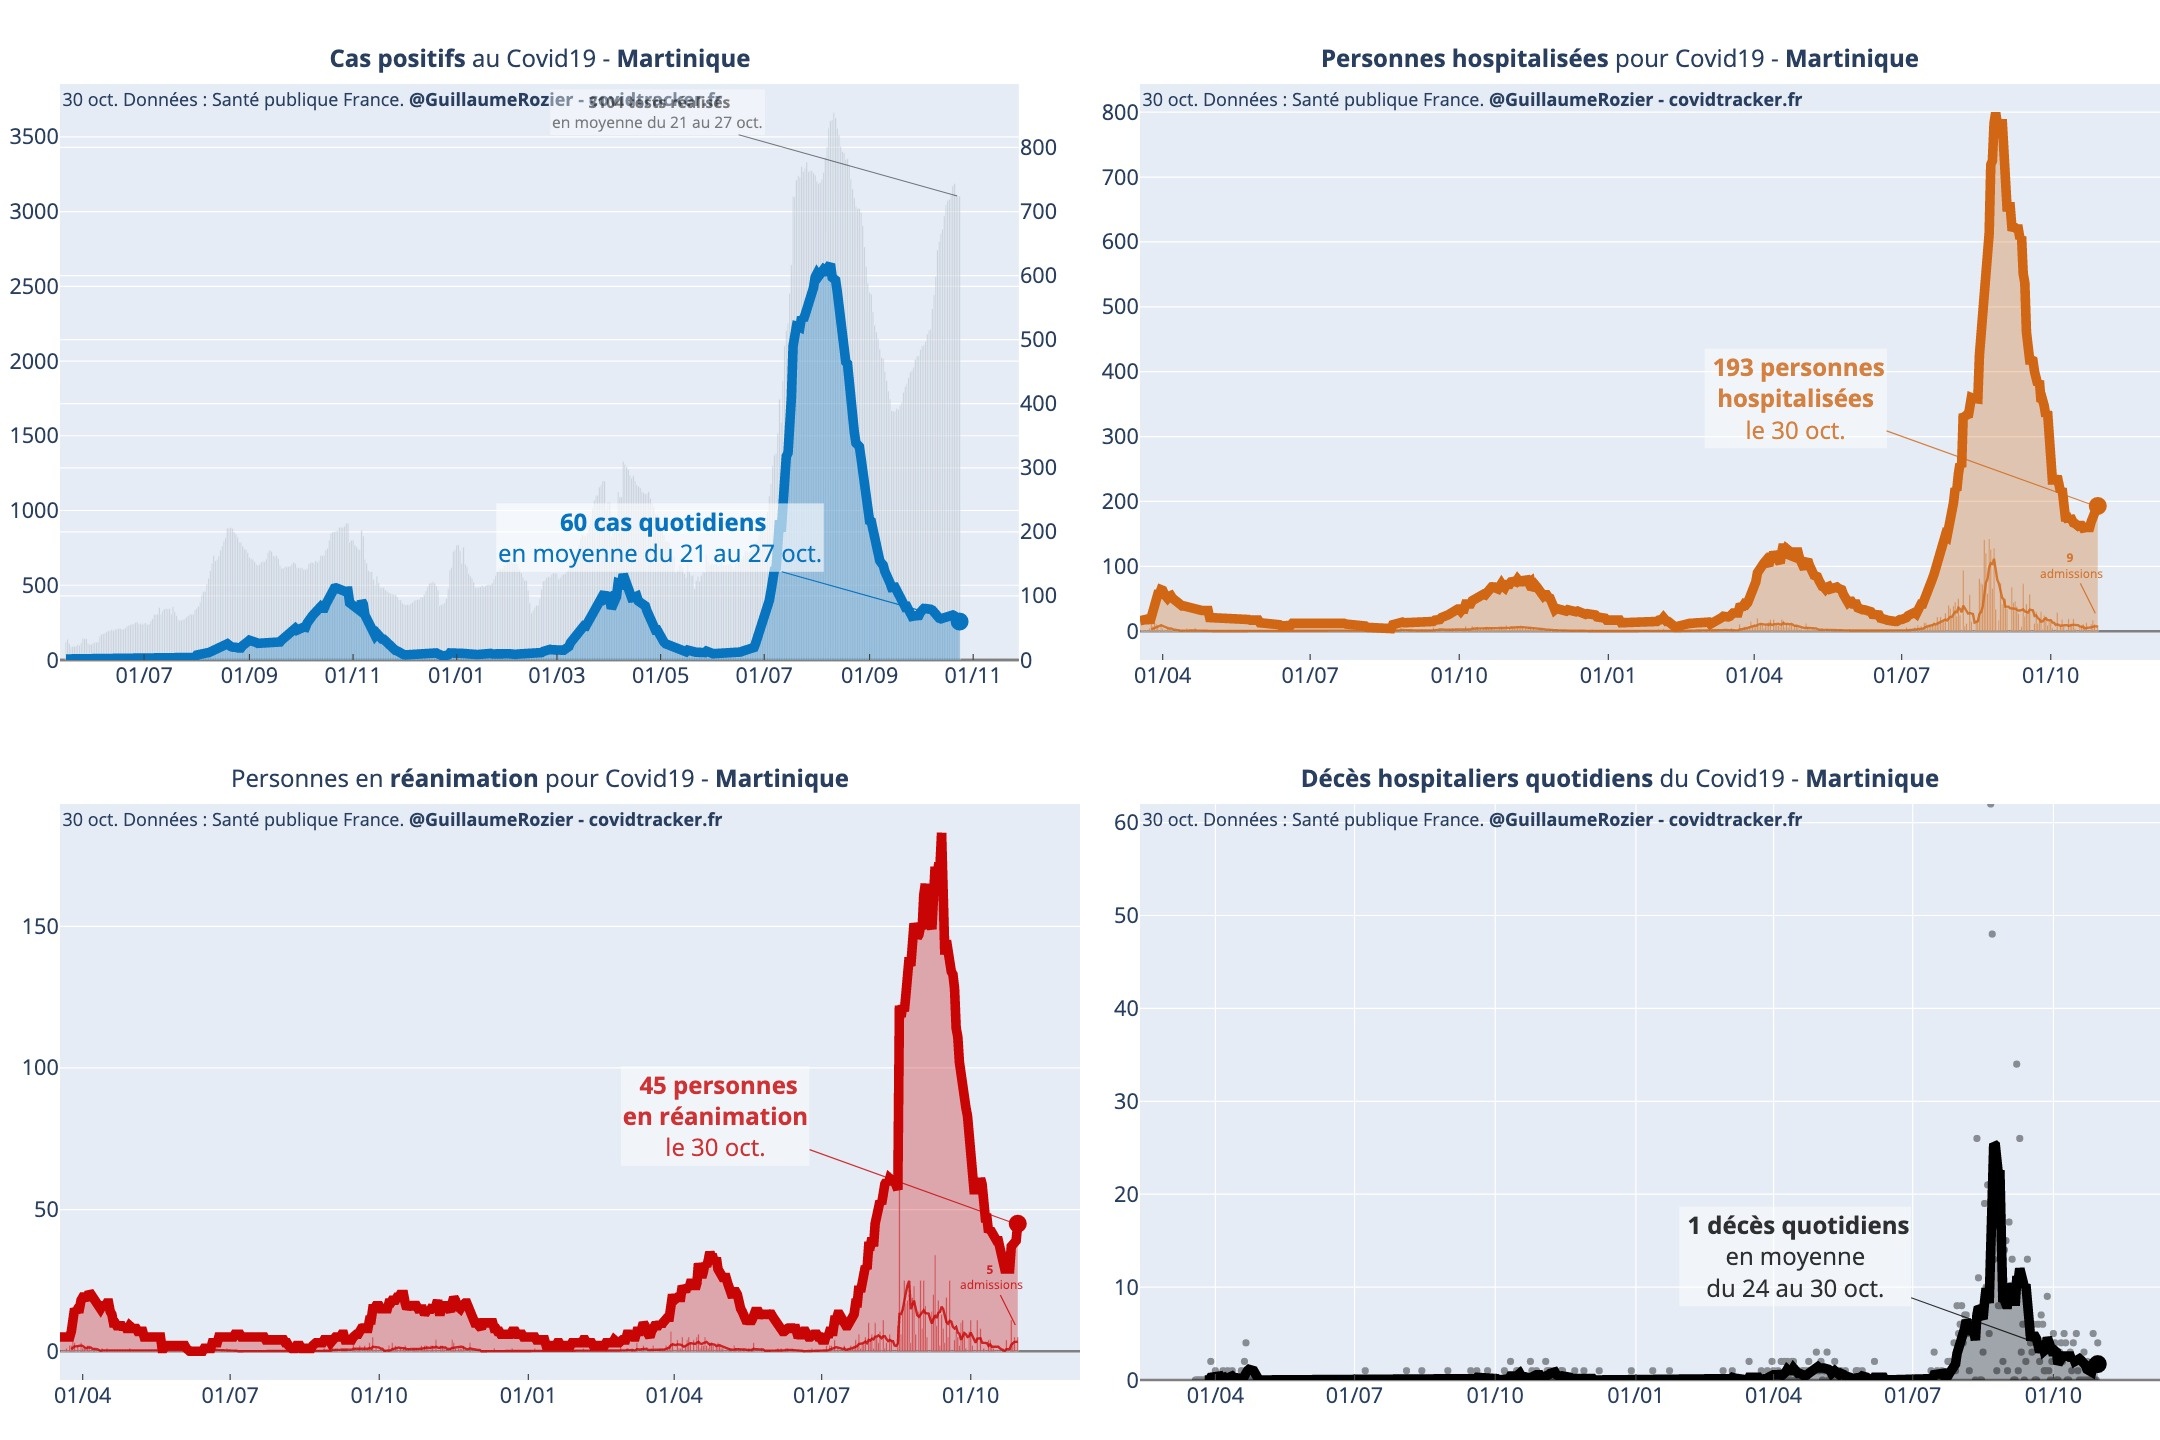 Cas positifs au Covid19 - Martinique
30 oct. Données : Santé publique France. @GuillaumeRozier - covidtracker.fr
3104 tests réalisés
en moyenne du 21 au 27 oct.
3500
3000
2500
2000
1500
1000
500
0
800
700
600
500
400
300
200
100
0
60 cas quotidiens
en moyenne du 21 au 27 oct.
01/07 01/09 01/11 01/01 01/03 01/05 01/07 01/09 01/11
Personnes hospitalisées pour Covid19 - Martinique
30 oct. Données : Santé publique France. @GuillaumeRozier - covidtracker.fr
800
700
600
500
400
300
200
100
0
193 personnes
hospitalisées
le 30 oct.
9
admissions
01/04 01/07 01/10 01/01 01/04 01/07 01/10
Personnes en réanimation pour Covid19 - Martinique
30 oct. Données : Santé publique France. @GuillaumeRozier - covidtracker.fr
150
100
50
0
45 personnes
en réanimation
le 30 oct.
5
admissions
01/04 01/07 01/10 01/01 01/04 01/07 01/10
Décès hospitaliers quotidiens du Covid19 - Martinique
30 oct. Données : Santé publique France. @GuillaumeRozier - covidtracker.fr
60
50
40
30
20
10
0
1 décès quotidiens
en moyenne
du 24 au 30 oct.
01/04 01/07 01/10 01/01 01/04 01/07 01/10